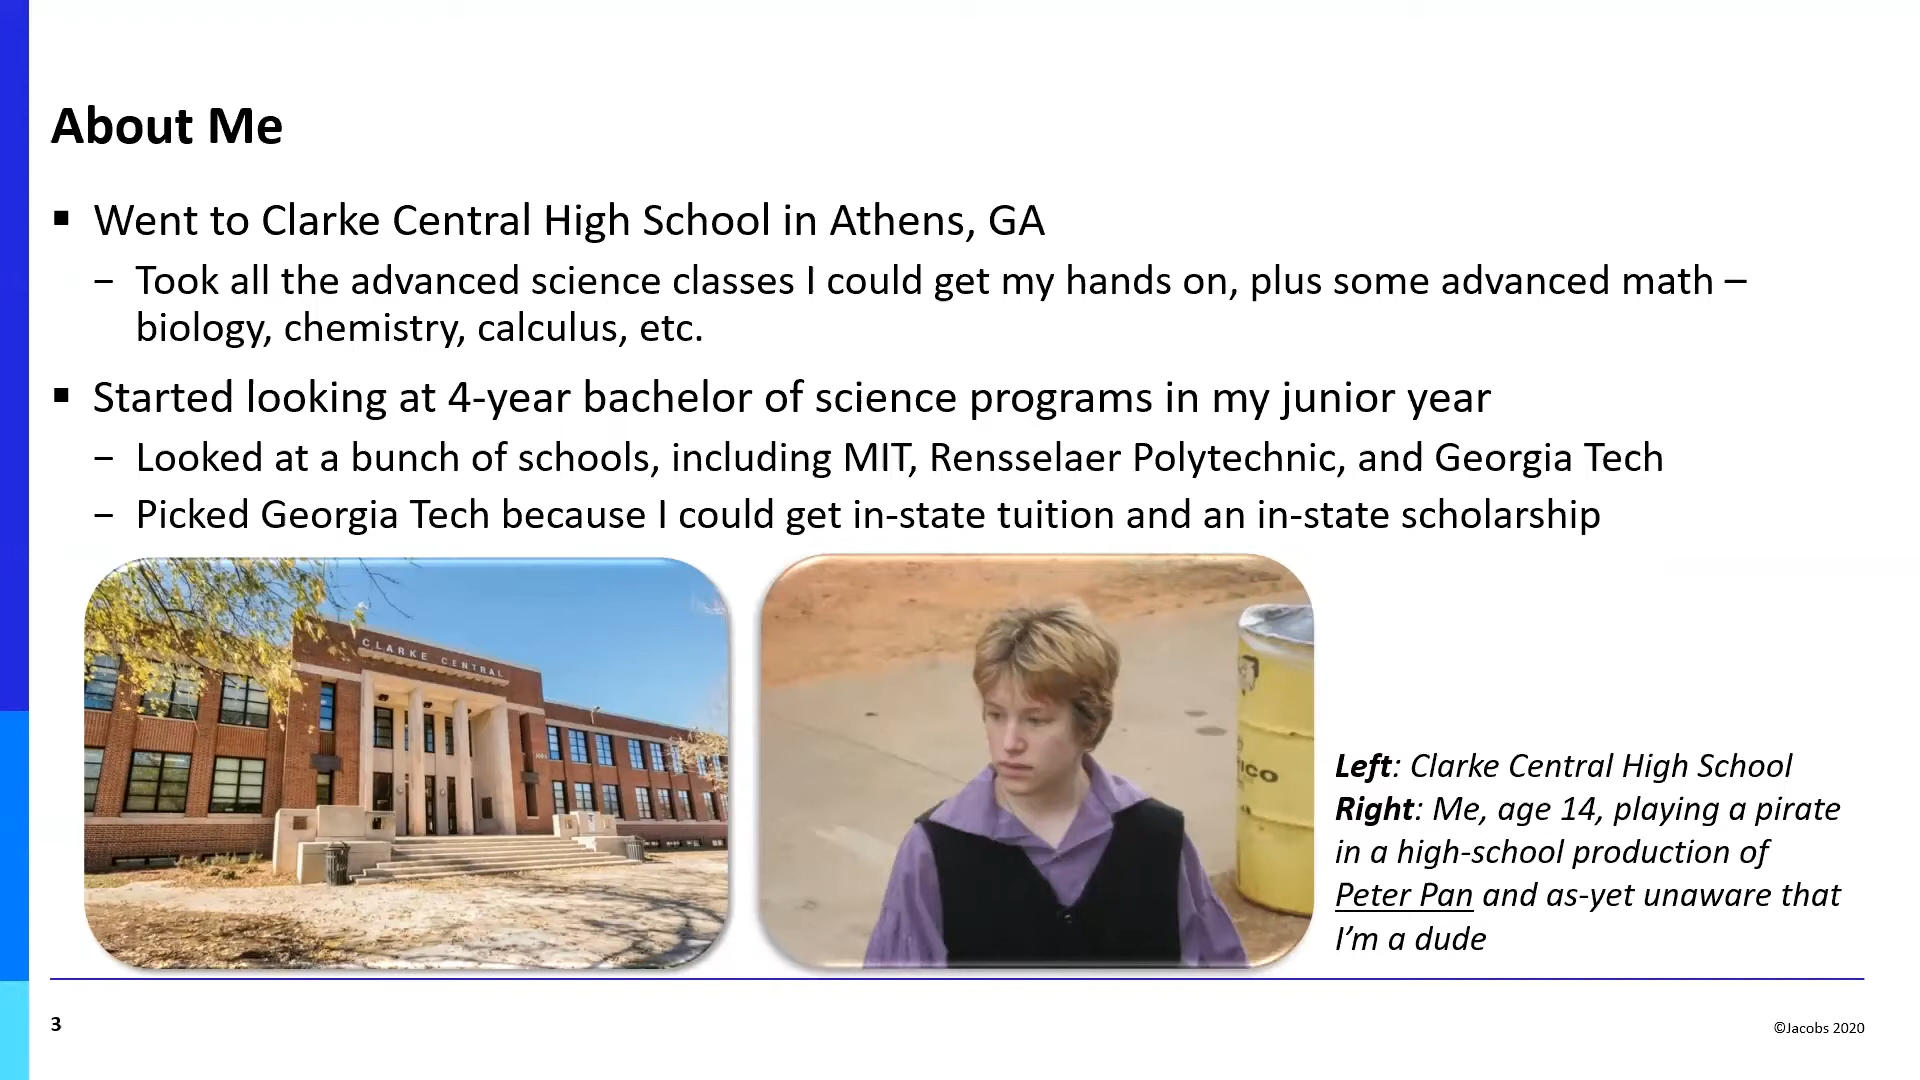 About Me
▪ Went to Clarke Central High School in Athens, GA
– Took all the advanced science classes I could get my hands on, plus some advanced math –
biology, chemistry, calculus, etc.
▪ Started looking at 4-year bachelor of science programs in my junior year
– Looked at a bunch of schools, including MIT, Rensselaer Polytechnic, and Georgia Tech
– Picked Georgia Tech because I could get in-state tuition and an in-state scholarship
CLARKE CENTRAL
Left: Clarke Central High School
Right: Me, age 14, playing a pirate
in a high-school production of
Peter Pan and as-yet unaware that
I’m a dude
3
©Jacobs 2020